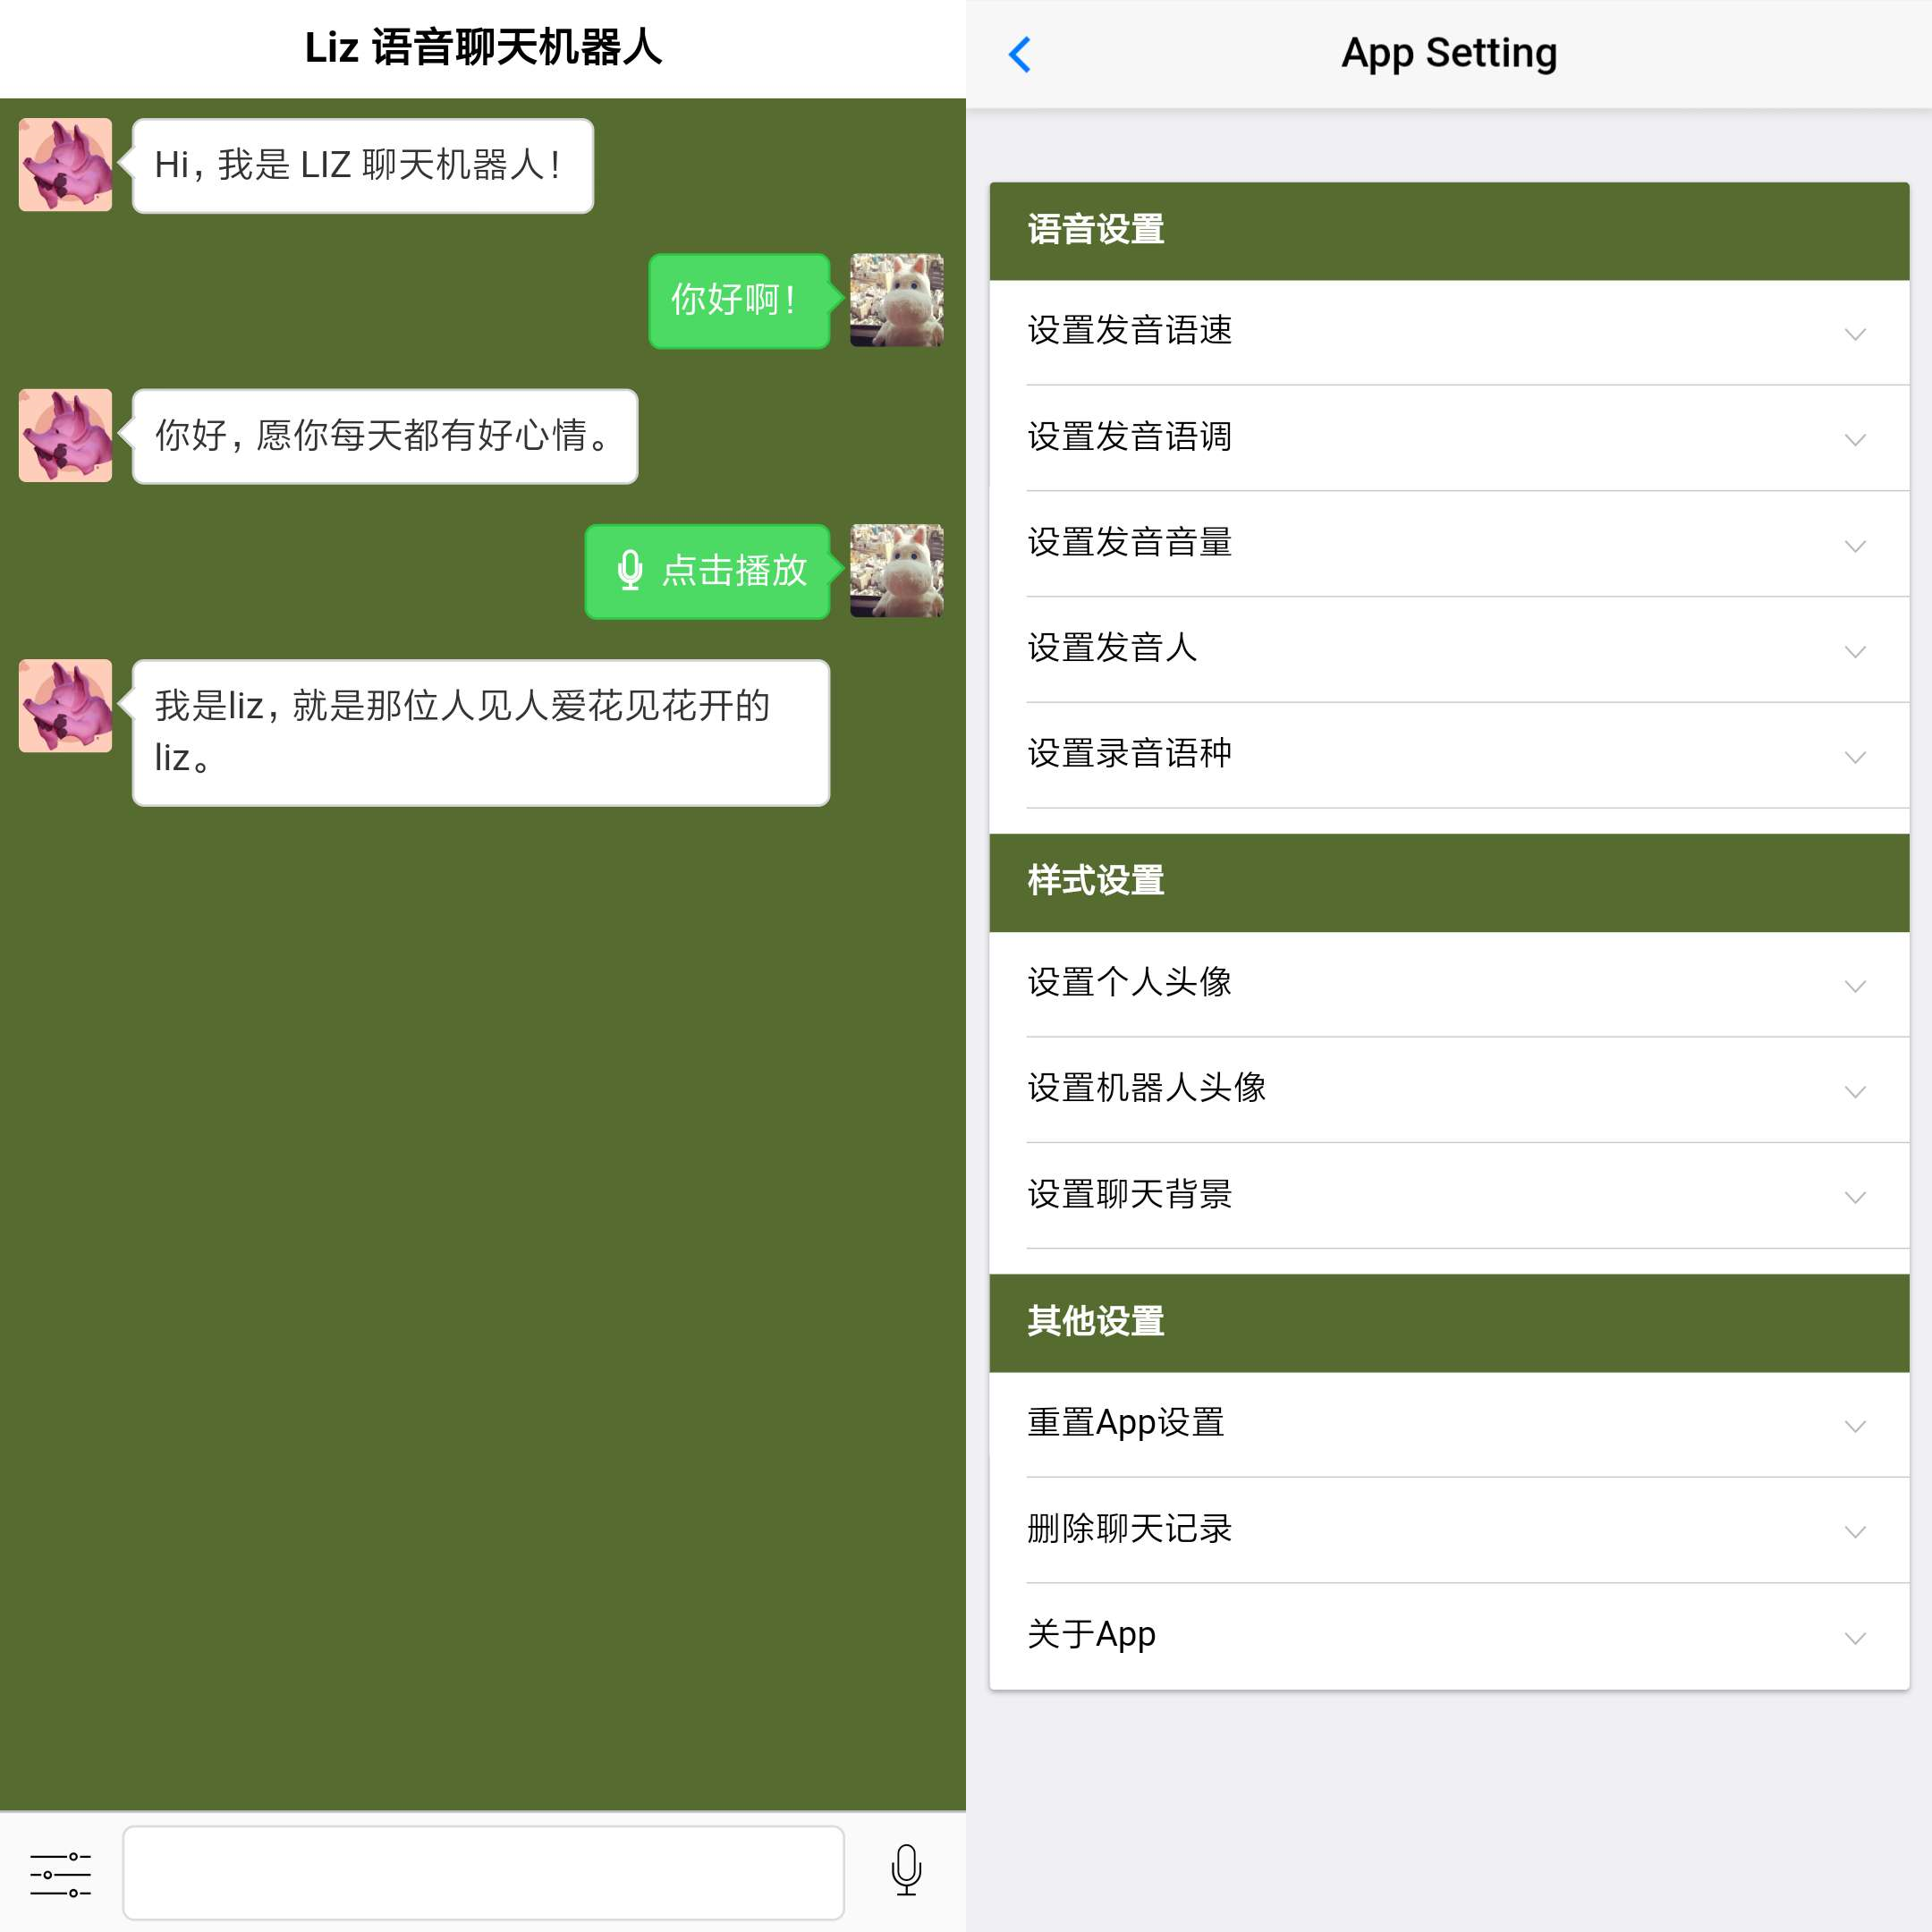 Liz 语音聊天机器人
Hi，我是 LIZ 聊天机器人！
你好啊！
你好，愿你每天都有好心情。
点击播放
我是liz，就是那位人见人爱花见花开的
liz。
App Setting
语音设置
设置发音语速
设置发音语调
设置发音音量
设置发音人
设置录音语种
样式设置
设置个人头像
设置机器人头像
设置聊天背景
其他设置
重置App设置
删除聊天记录
关于App